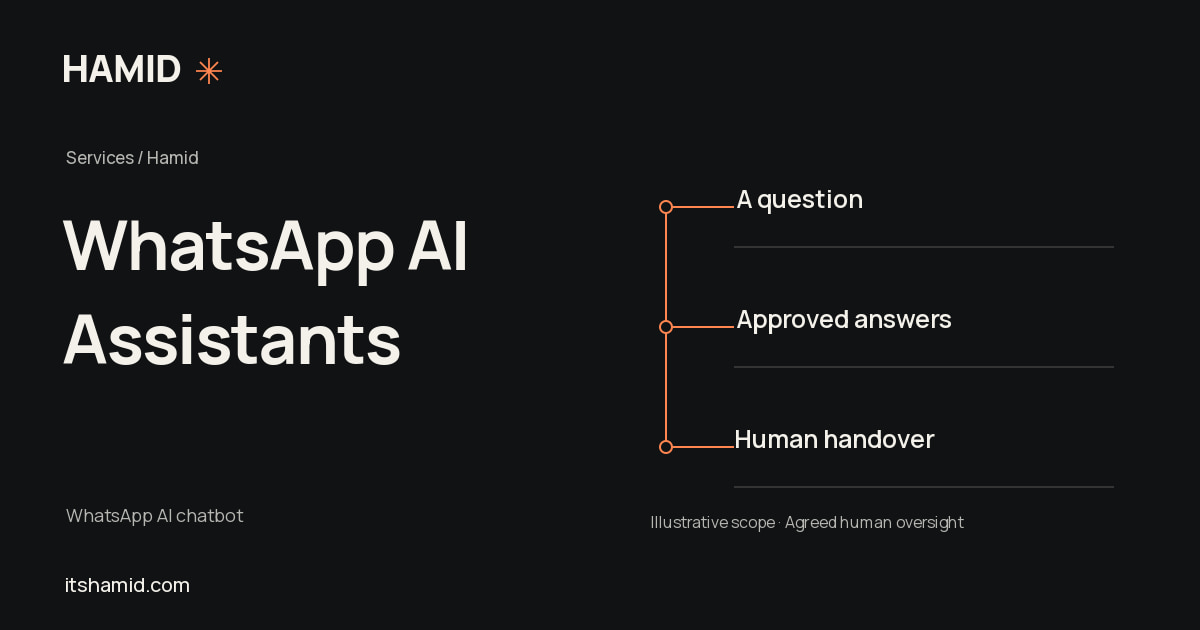 HAMID
Services / Hamid
WhatsApp AI
Assistants
WhatsApp AI chatbot
itshamid.com
A question
Approved answers
Human handover
Illustrative scope · Agreed human oversight